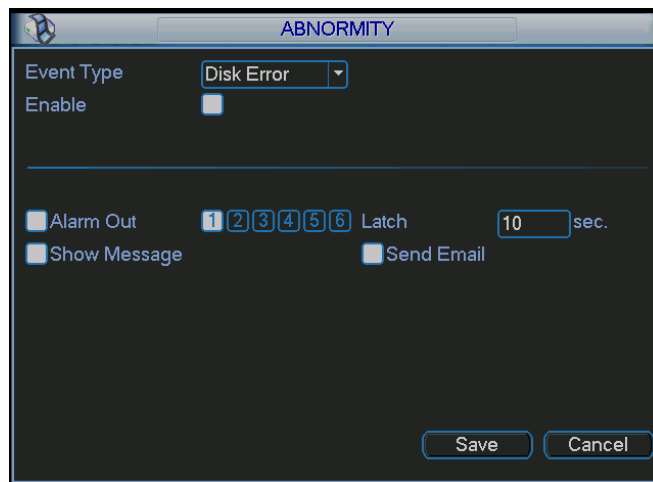 ABNORMITY
Event Type Disk Error
Enable
Alarm Out 1 2 3 4 5 6 Latch 10 sec.
Show Message Send Email
Save Cancel